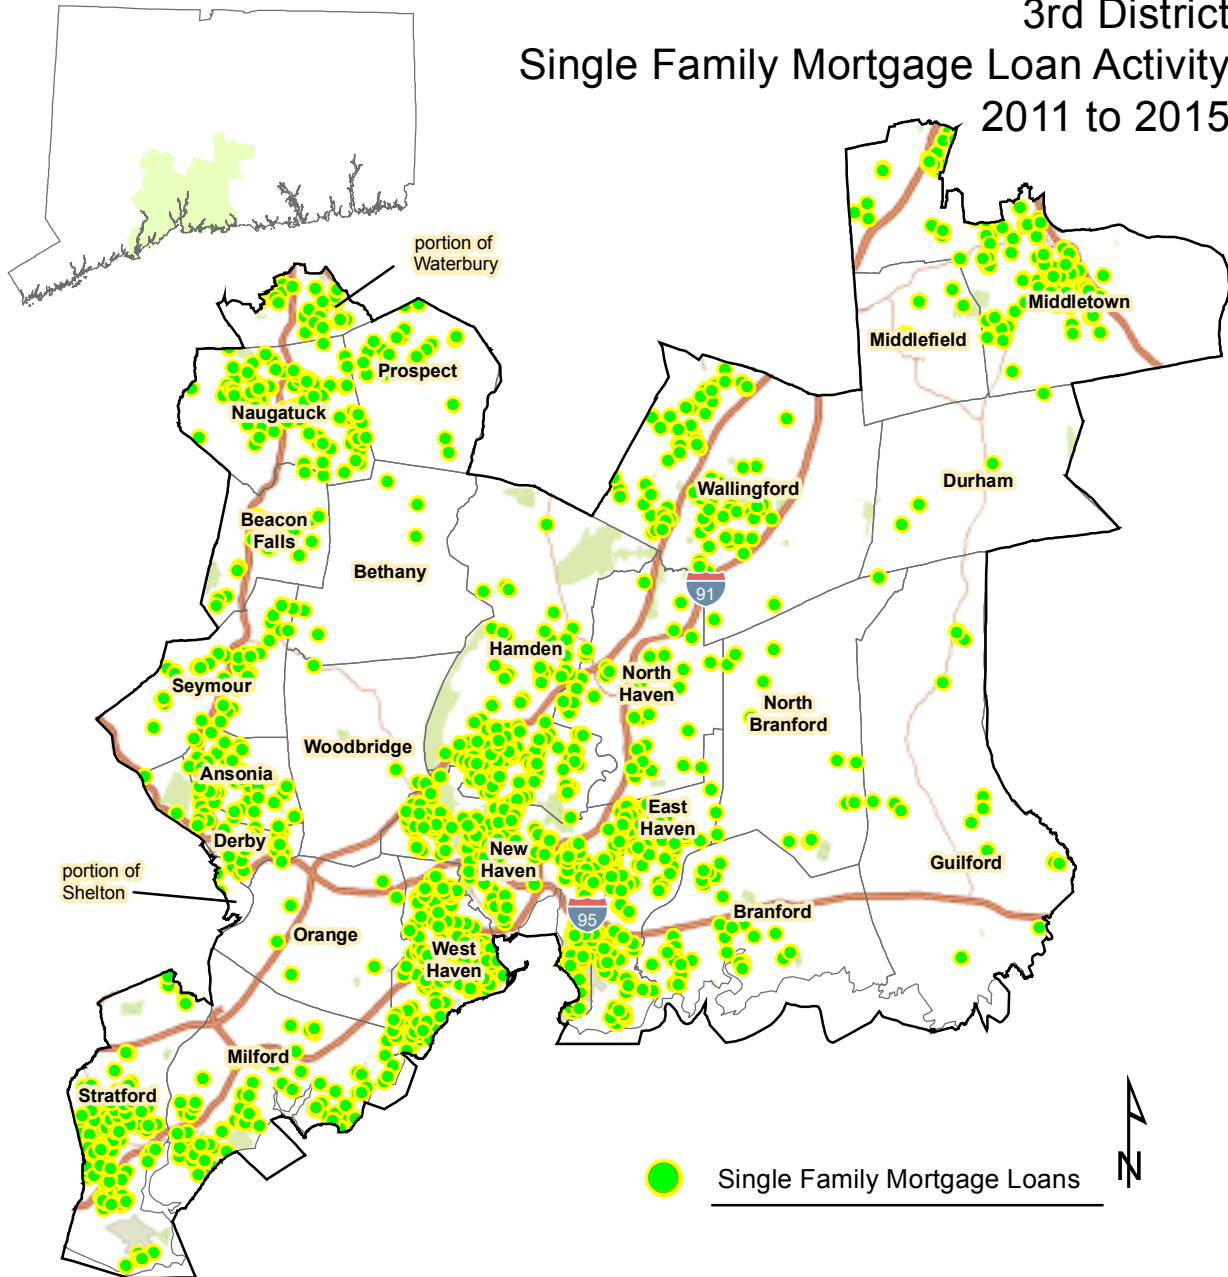 3rd District
Single Family Mortgage Loan Activity
2011 to 2015
portion of
Waterbury
Middletown
Middlefield
Prospect
Naugatuck
Wallingford
Durham
Beacon
Falls
Bethany
91
Hamden
North
Haven
Seymour
North
Branford
Woodbridge
Ansonia
East
Haven
Derby
New
Haven
Guilford
portion of
Shelton
95
Branford
Orange
West
Haven
Milford
Stratford
N
Single Family Mortgage Loans